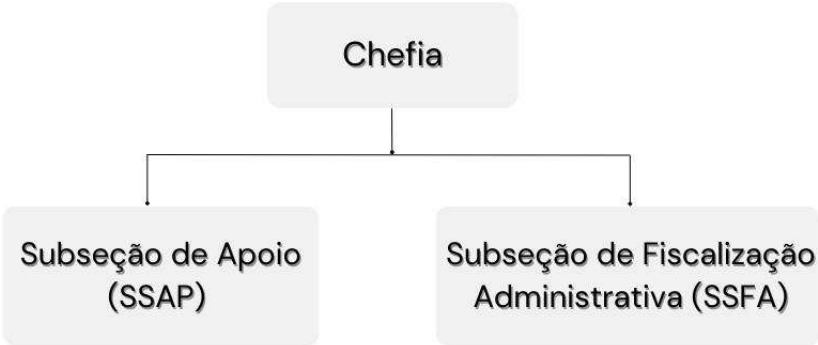 Chefia
Subseção de Apoio
(SSAP)
Subseção de Fiscalização
Administrativa (SSFA)